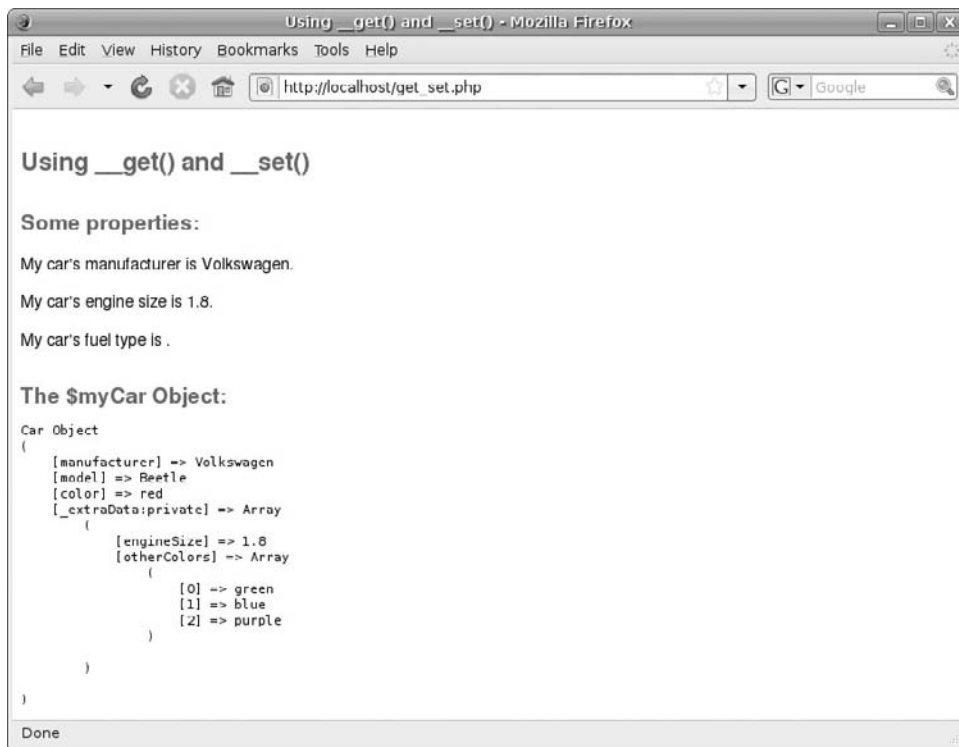 Using __get() and __set() - Mozilla Firefox
File Edit View History Bookmarks Tools Help
http://localhost/get_set.php
G Google
Using __get() and __set()
Some properties:
My car's manufacturer is Volkswagen.
My car's engine size is 1.8.
My car's fuel type is .
The $myCar Object:
Car Object
(
    [manufacturer] => Volkswagen
    [model] => Beetle
    [color] => red
    [_extraData:private] => Array
        (
            [engineSize] => 1.8
            [otherColors] => Array
                (
                    [0] => green
                    [1] => blue
                    [2] => purple
                )
        )
)
Done